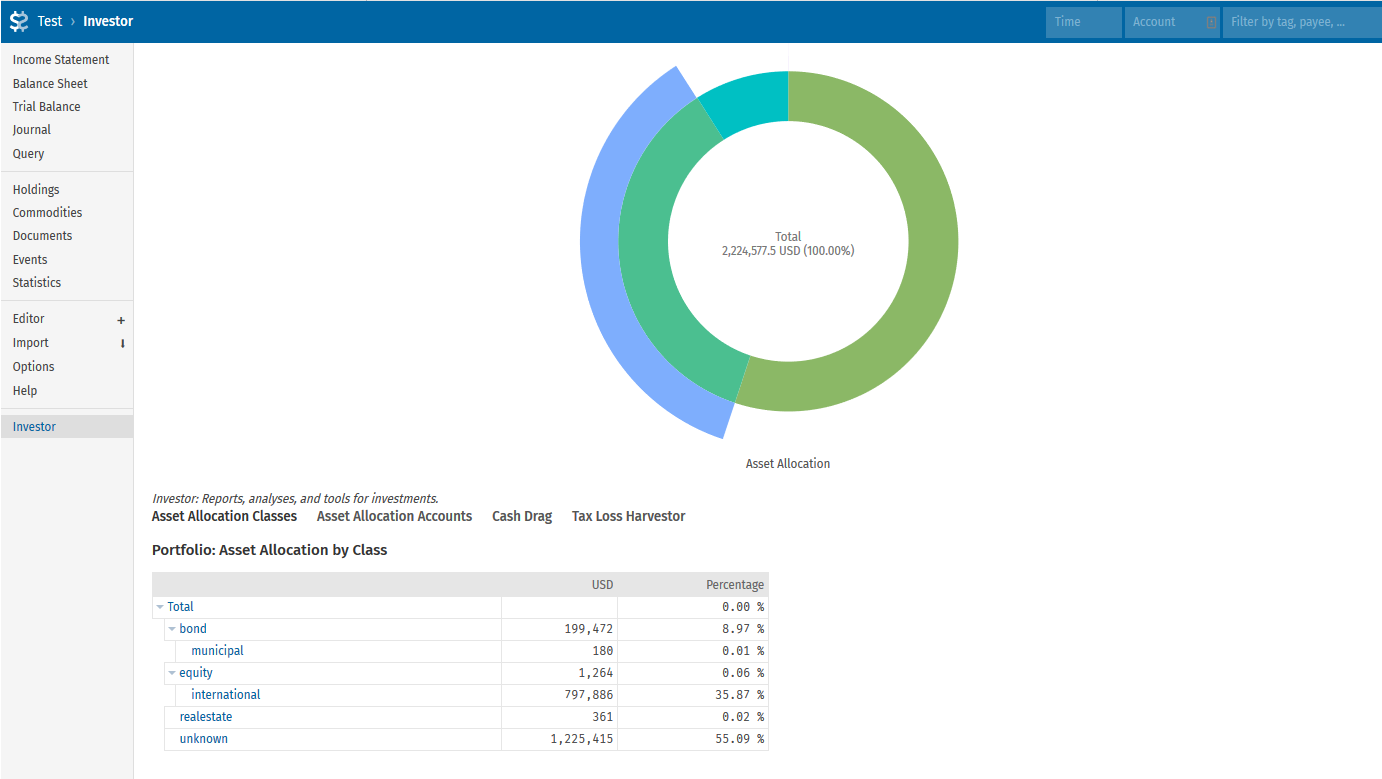 Test › Investor
Time
Account
Filter by tag, payee, ...
Income Statement
Balance Sheet
Trial Balance
Journal
Query
Holdings
Commodities
Documents
Events
Statistics
Editor +
Import ⬇
Options
Help
Investor
Total
2,224,577.5 USD (100.00%)
Asset Allocation
Investor: Reports, analyses, and tools for investments.
Asset Allocation Classes Asset Allocation Accounts Cash Drag Tax Loss Harvestor
Portfolio: Asset Allocation by Class
USD Percentage
Total 0.00 %
bond 199,472 8.97 %
municipal 180 0.01 %
equity 1,264 0.06 %
international 797,886 35.87 %
realestate 361 0.02 %
unknown 1,225,415 55.09 %